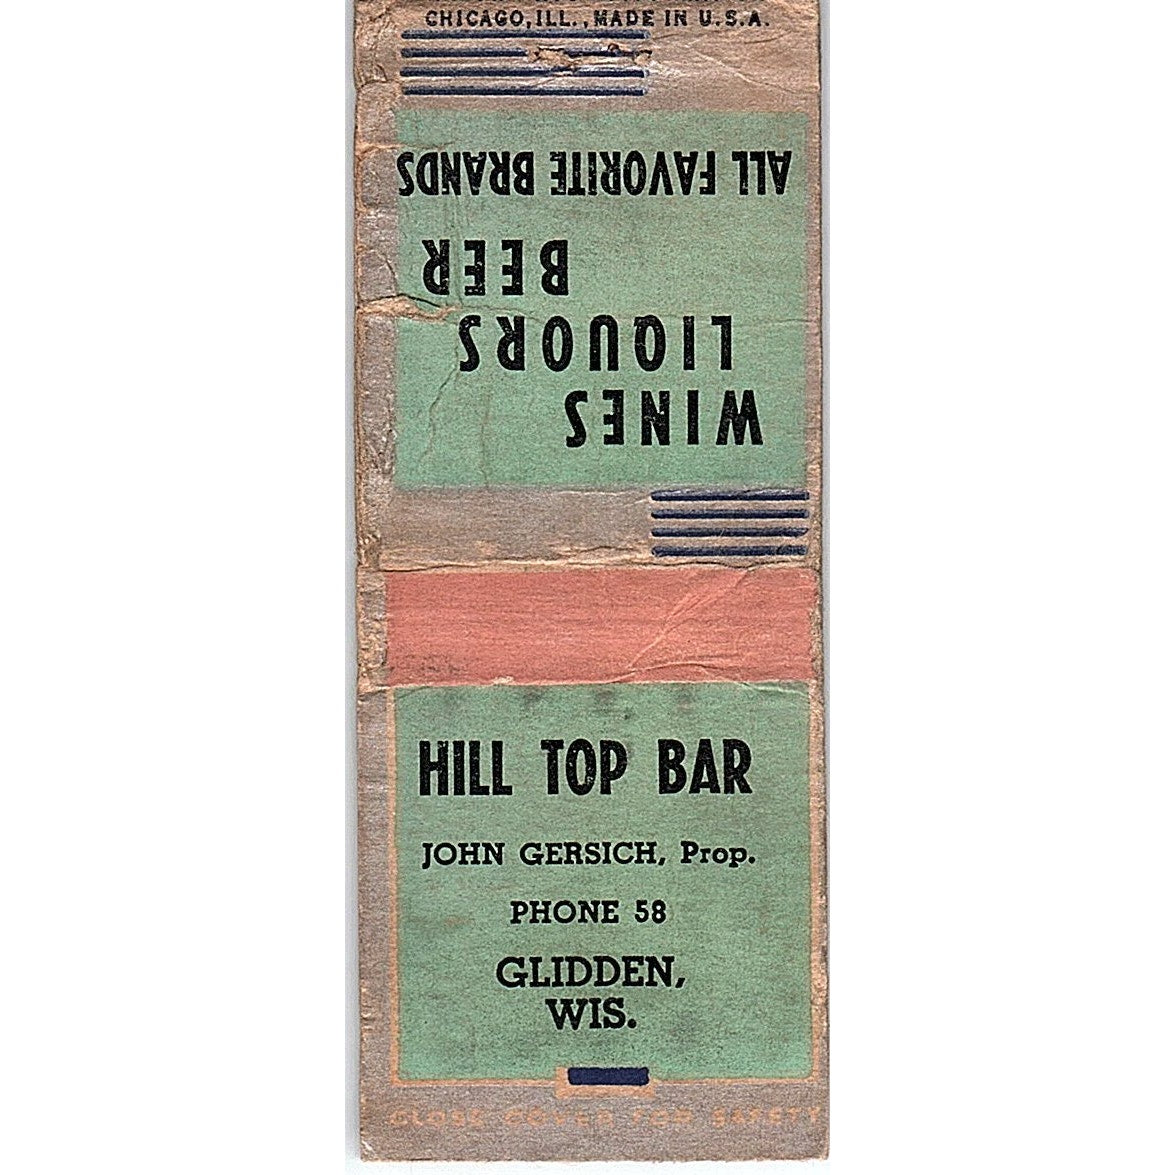 CHICAGO, ILL., MADE IN U.S.A.
WINES
LIQUORS
BEER
ALL FAVORITE BRANDS
HILL TOP BAR
JOHN GERSICH, Prop.
PHONE 58
GLIDDEN,
WIS.
CLOSE COVER FOR SAFETY